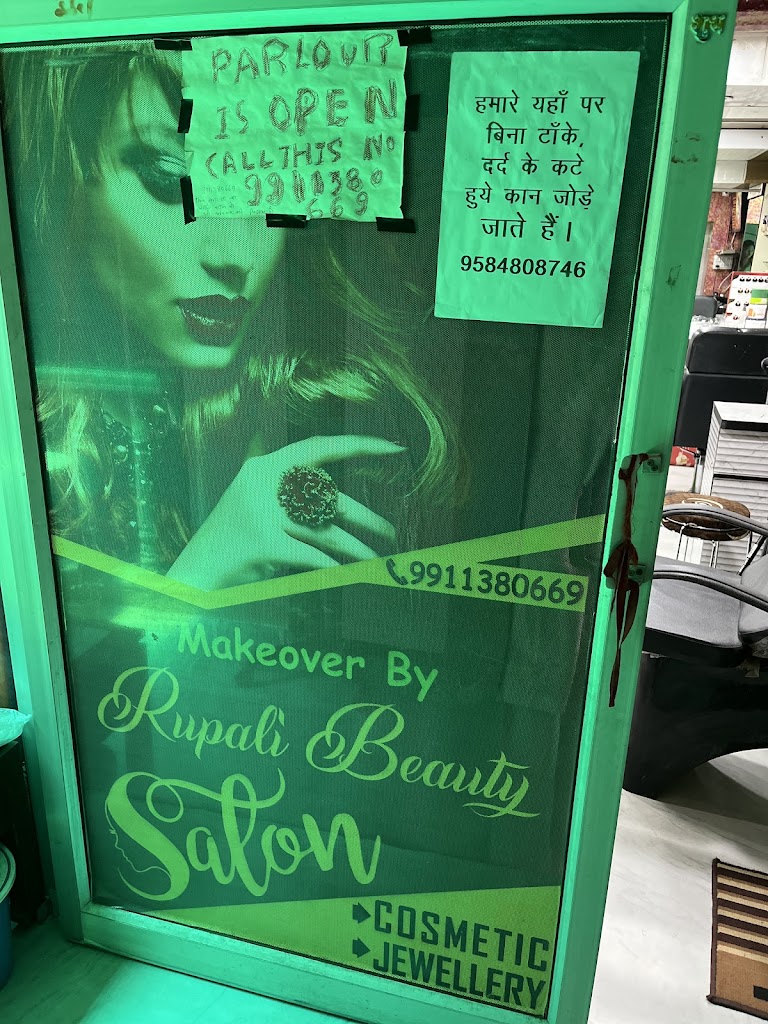 PARLOUR
IS OPEN
CALL THIS NO
9911380
669
हमारे यहाँ पर
बिना टाँके,
दर्द के कटे
हुये कान जोड़े
जाते हैं।
9584808746
9911380669
Makeover By
Rupali Beauty
Salon
COSMETIC
JEWELLERY